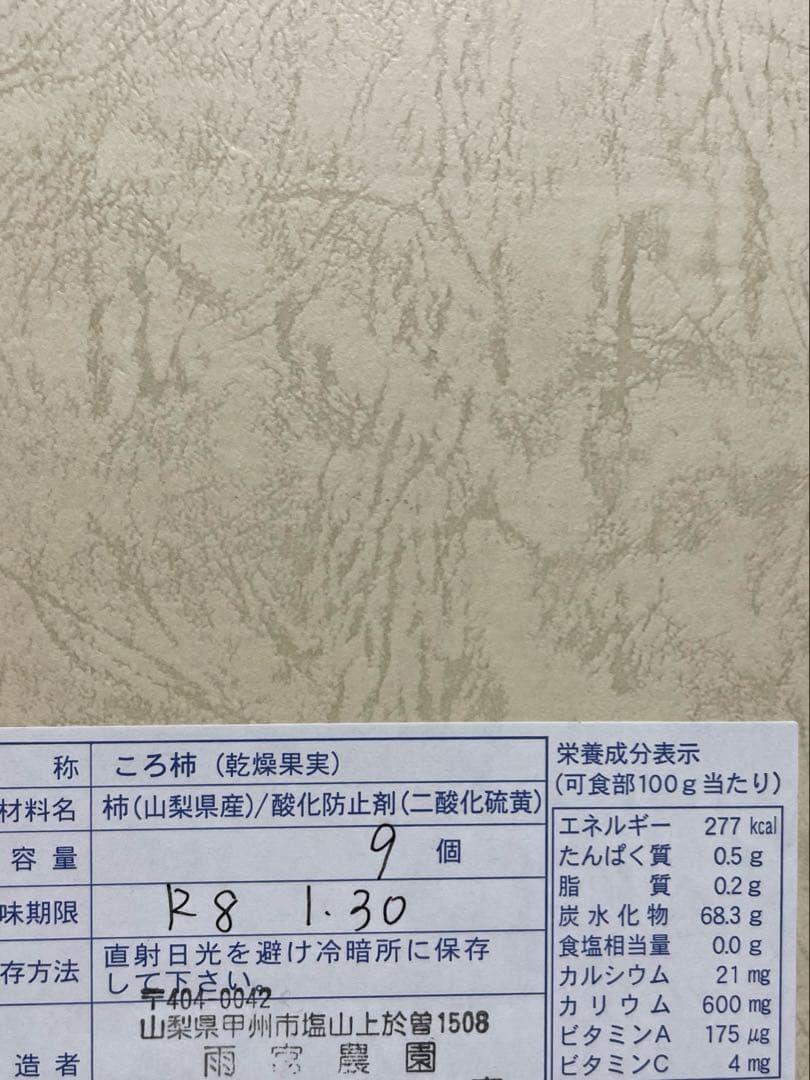 称 ころ柿（乾燥果実）
材料名 柿（山梨県産）/酸化防止剤（二酸化硫黄）
容量 9 個
味期限 R8 1.30
存方法 直射日光を避け冷暗所に保存
して下さい。
〒404-0042
山梨県甲州市塩山上於曽1508
造者 雨宮農園
栄養成分表示
（可食部100g当たり）
エネルギー 277 kcal
たんぱく質 0.5 g
脂質 0.2 g
炭水化物 68.3 g
食塩相当量 0.0 g
カルシウム 21 mg
カリウム 600 mg
ビタミンA 175 μg
ビタミンC 4 mg